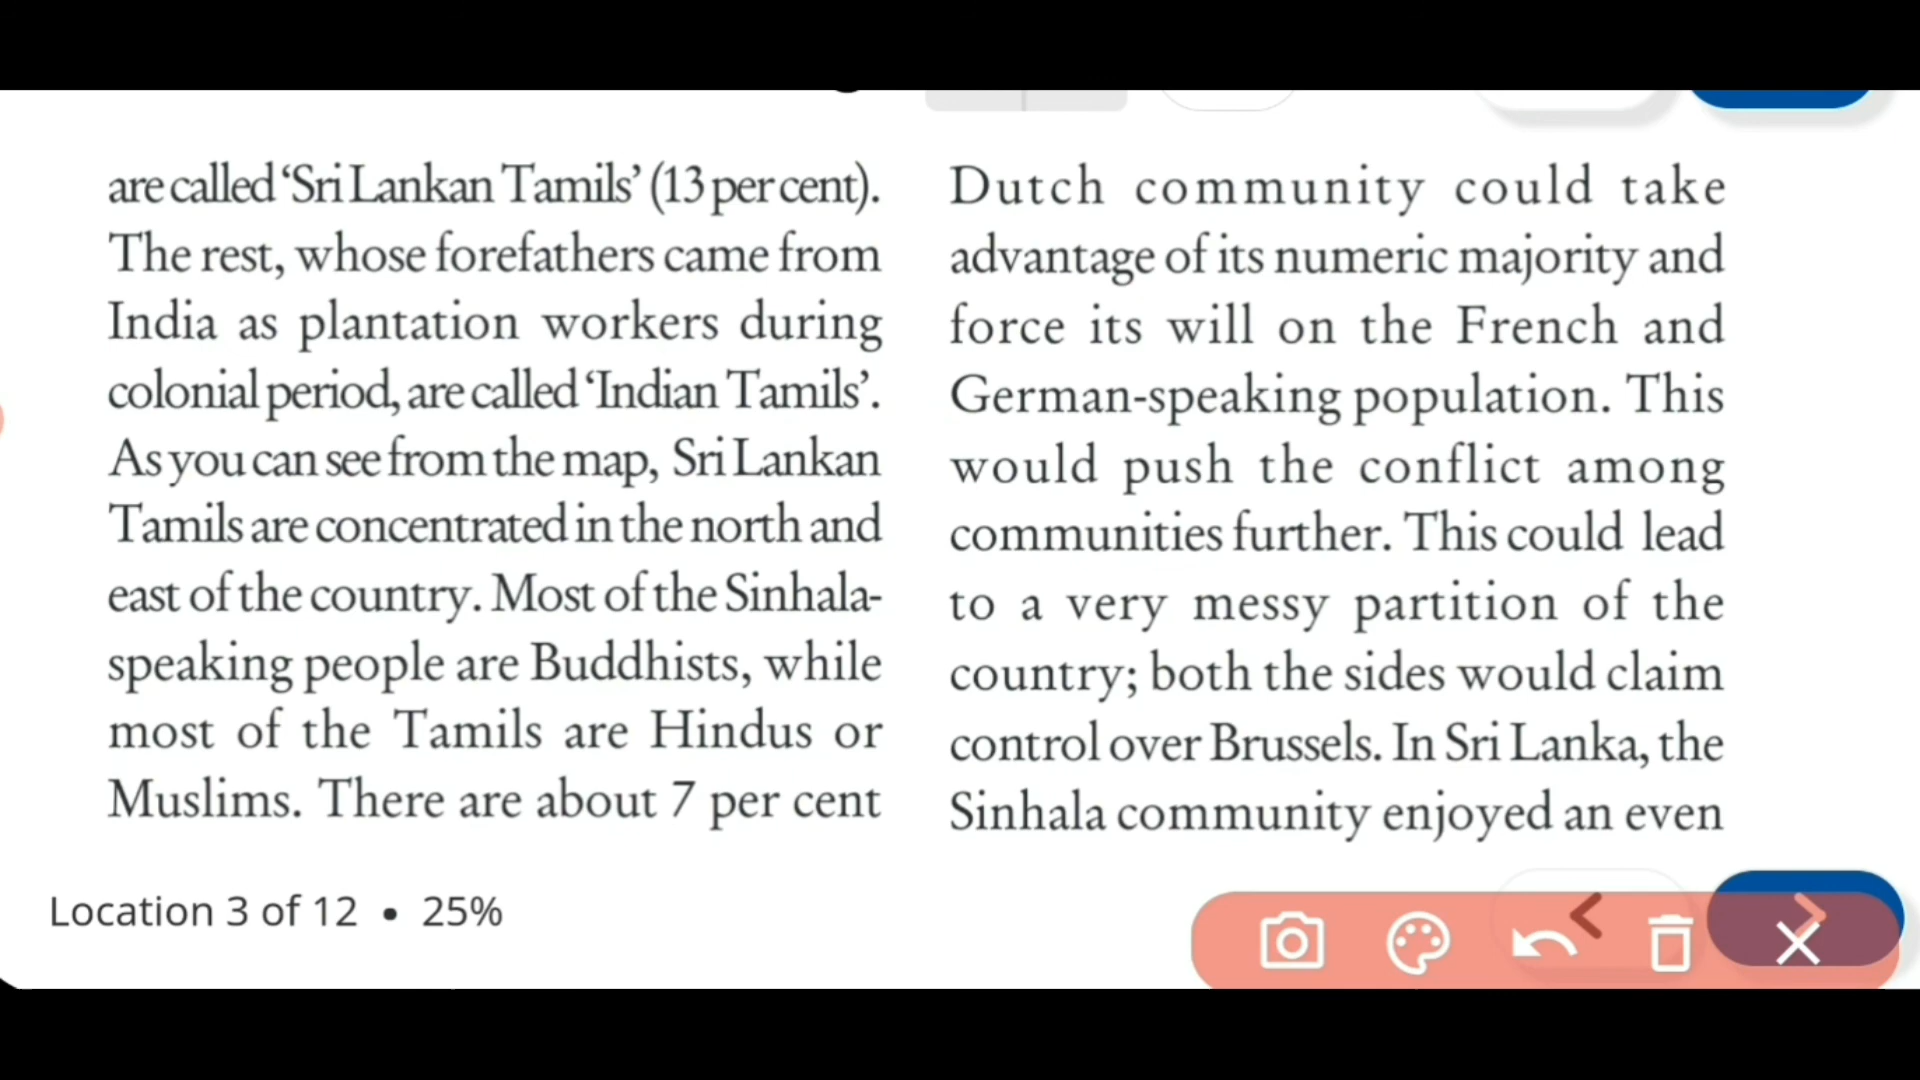 are called ‘Sri Lankan Tamils’ (13 per cent).
The rest, whose forefathers came from
India as plantation workers during
colonial period, are called ‘Indian Tamils’.
As you can see from the map, Sri Lankan
Tamils are concentrated in the north and
east of the country. Most of the Sinhala-
speaking people are Buddhists, while
most of the Tamils are Hindus or
Muslims. There are about 7 per cent
Dutch community could take
advantage of its numeric majority and
force its will on the French and
German-speaking population. This
would push the conflict among
communities further. This could lead
to a very messy partition of the
country; both the sides would claim
control over Brussels. In Sri Lanka, the
Sinhala community enjoyed an even
Location 3 of 12 • 25%